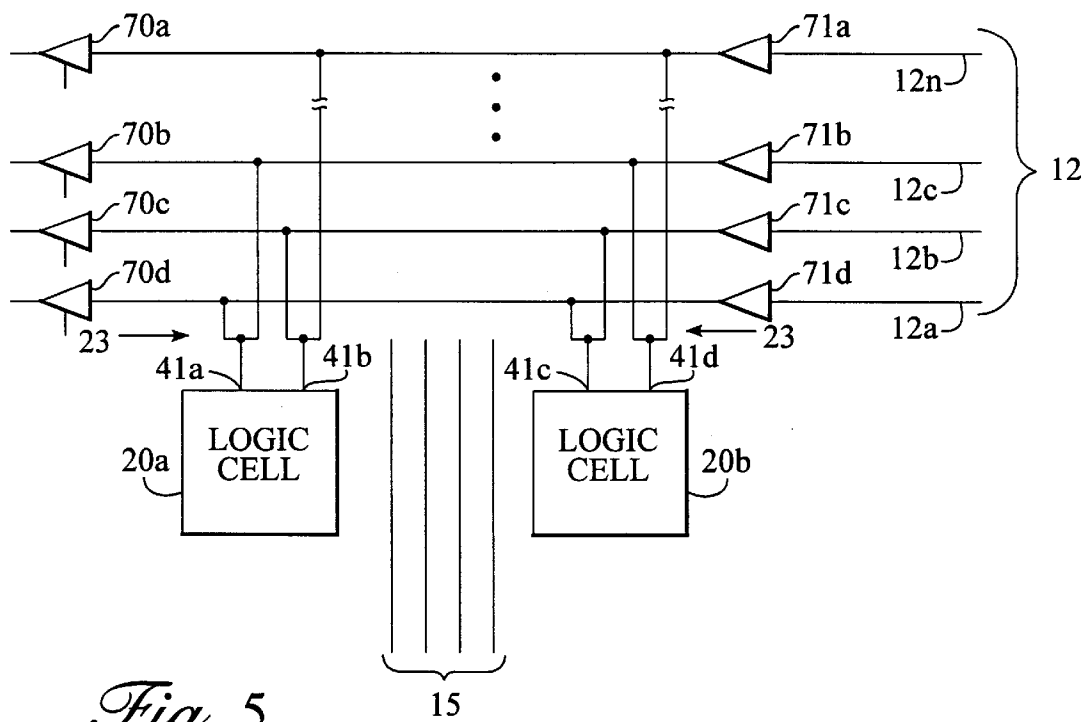 70a 71a
12n
70b 71b
12
12c
70c 71c
12b
70d 71d
12a
23 23
41a 41b 41c 41d
LOGIC CELL
LOGIC CELL
20a 20b
15
Fig. 5